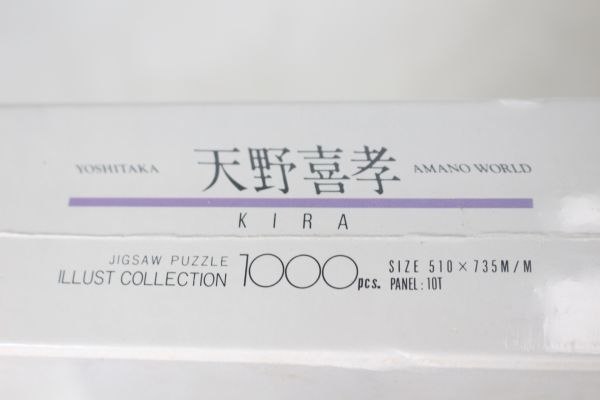 YOSHITAKA 天野喜孝 AMANO WORLD
KIRA
JIGSAW PUZZLE
ILLUST COLLECTION 1000pcs.
SIZE 510×735M/M
PANEL:10T